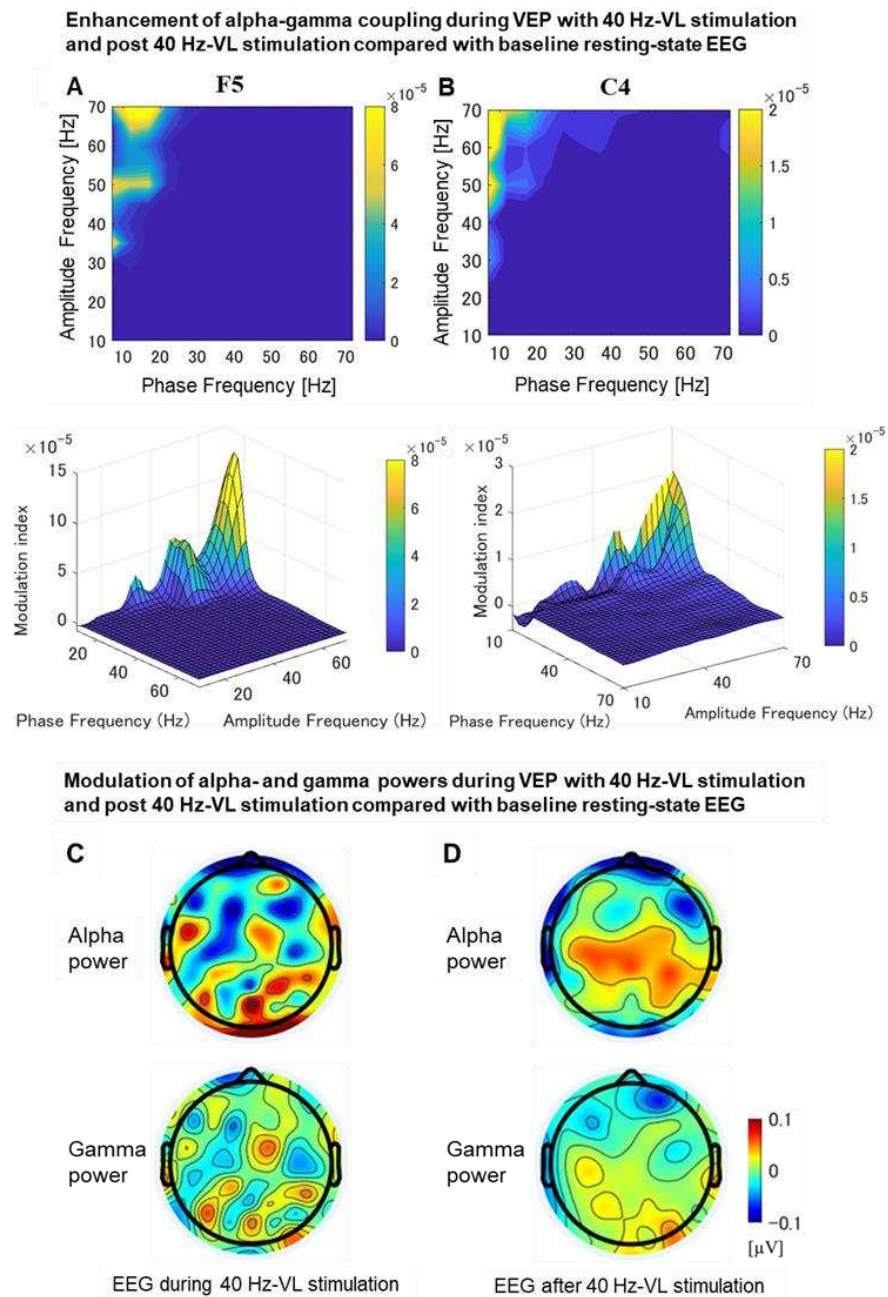 Enhancement of alpha-gamma coupling during VEP with 40 Hz-VL stimulation
and post 40 Hz-VL stimulation compared with baseline resting-state EEG
A
F5
Amplitude Frequency [Hz]
70
60
50
40
30
20
10
10 20 30 40 50 60 70
Phase Frequency [Hz]
×10⁻⁵
8
6
4
2
0
B
C4
Amplitude Frequency [Hz]
70
60
50
40
30
20
10
10 20 30 40 50 60 70
Phase Frequency [Hz]
2 ×10⁻⁵
1.5
1
0.5
0
×10⁻⁵
Modulation index
15
10
5
0
20
40
60
Phase Frequency (Hz)
20
40
60
Amplitude Frequency (Hz)
×10⁻⁵
8
6
4
2
0
×10⁻⁵
Modulation index
3
2
1
0
10
40
70
Phase Frequency (Hz)
10
40
70
Amplitude Frequency (Hz)
2 ×10⁻⁵
1.5
1
0.5
0
Modulation of alpha- and gamma powers during VEP with 40 Hz-VL stimulation
and post 40 Hz-VL stimulation compared with baseline resting-state EEG
C
Alpha
power
Gamma
power
EEG during 40 Hz-VL stimulation
D
Alpha
power
Gamma
power
EEG after 40 Hz-VL stimulation
0.1
0
−0.1
[µV]